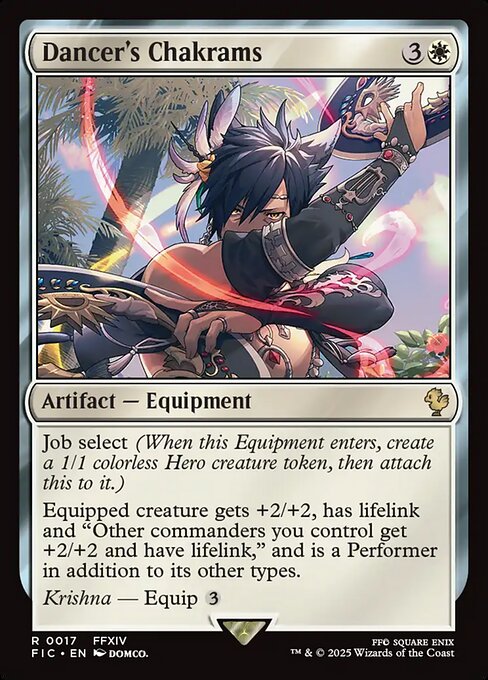 Dancer's Chakrams 3
Artifact — Equipment
Job select (When this Equipment enters, create
a 1/1 colorless Hero creature token, then attach
this to it.)
Equipped creature gets +2/+2, has lifelink
and “Other commanders you control get
+2/+2 and have lifelink,” and is a Performer
in addition to its other types.
Krishna — Equip 3
R 0017 FFXIV
FIC • EN DOMCO.
FF© SQUARE ENIX
™ & © 2025 Wizards of the Coast